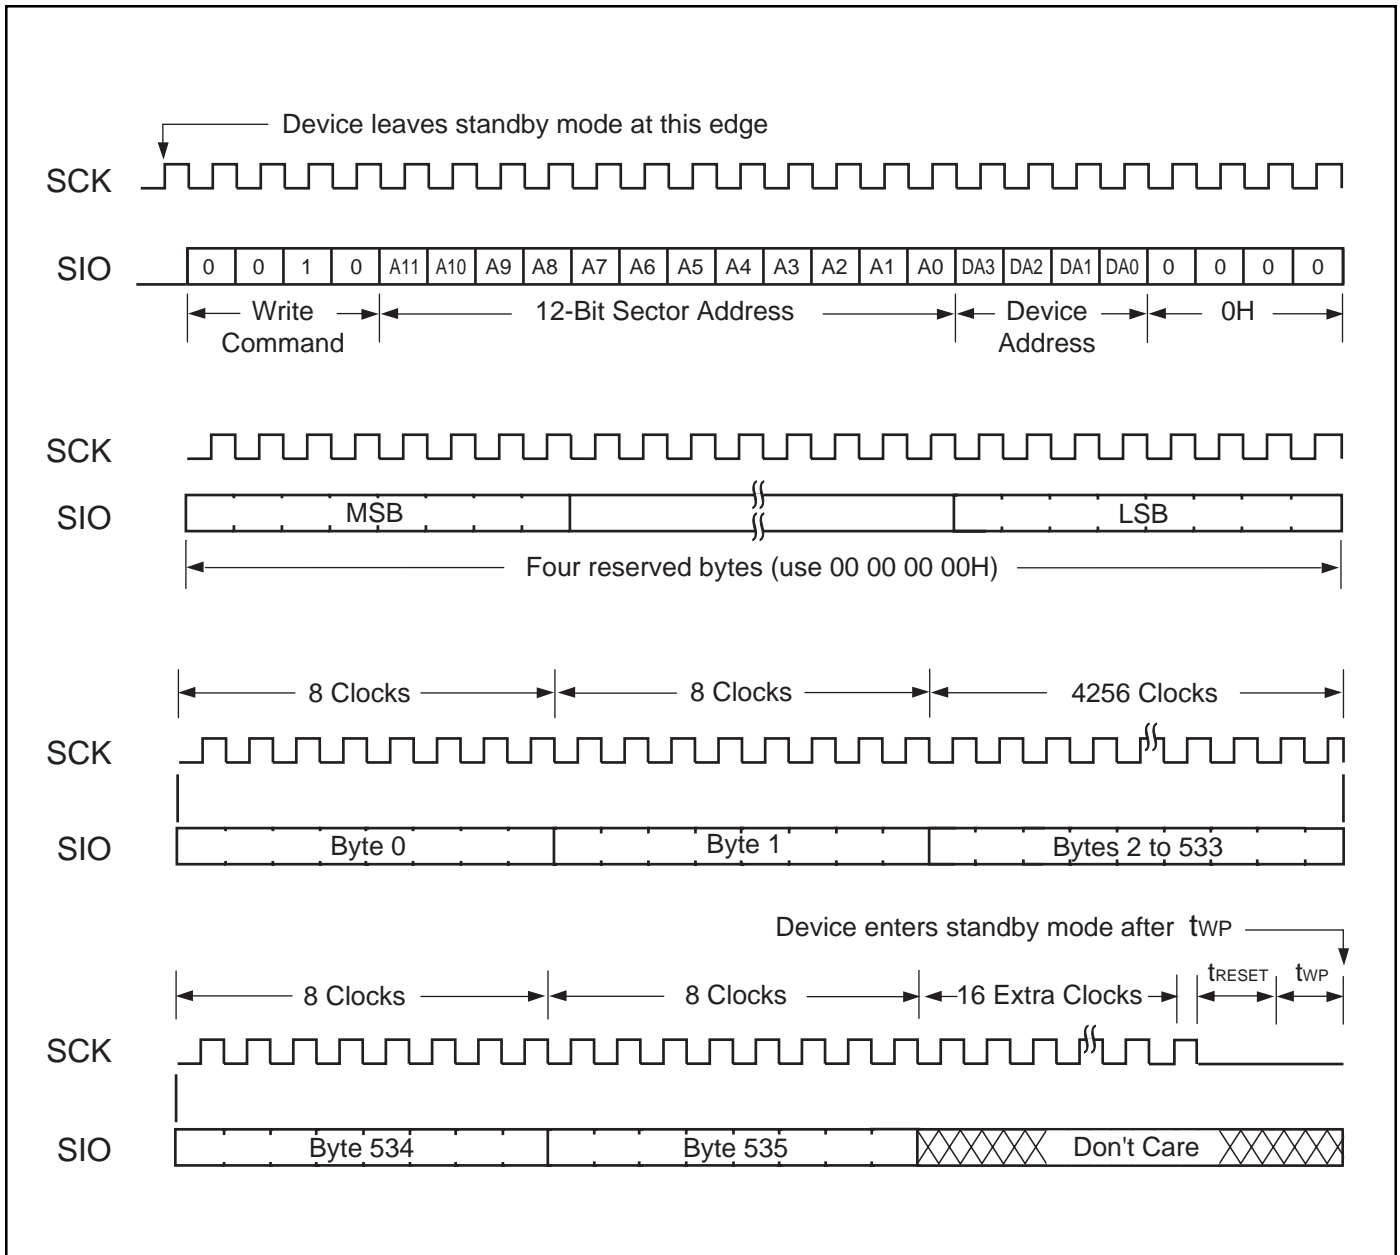 Device leaves standby mode at this edge
SCK
SIO 0 0 1 0 A11 A10 A9 A8 A7 A6 A5 A4 A3 A2 A1 A0 DA3 DA2 DA1 DA0 0 0 0 0
Write Command 12-Bit Sector Address Device Address 0H
SCK
SIO MSB LSB
Four reserved bytes (use 00 00 00 00H)
8 Clocks 8 Clocks 4256 Clocks
SCK
SIO Byte 0 Byte 1 Bytes 2 to 533
Device enters standby mode after tWP
8 Clocks 8 Clocks 16 Extra Clocks tRESET tWP
SCK
SIO Byte 534 Byte 535 Don't Care